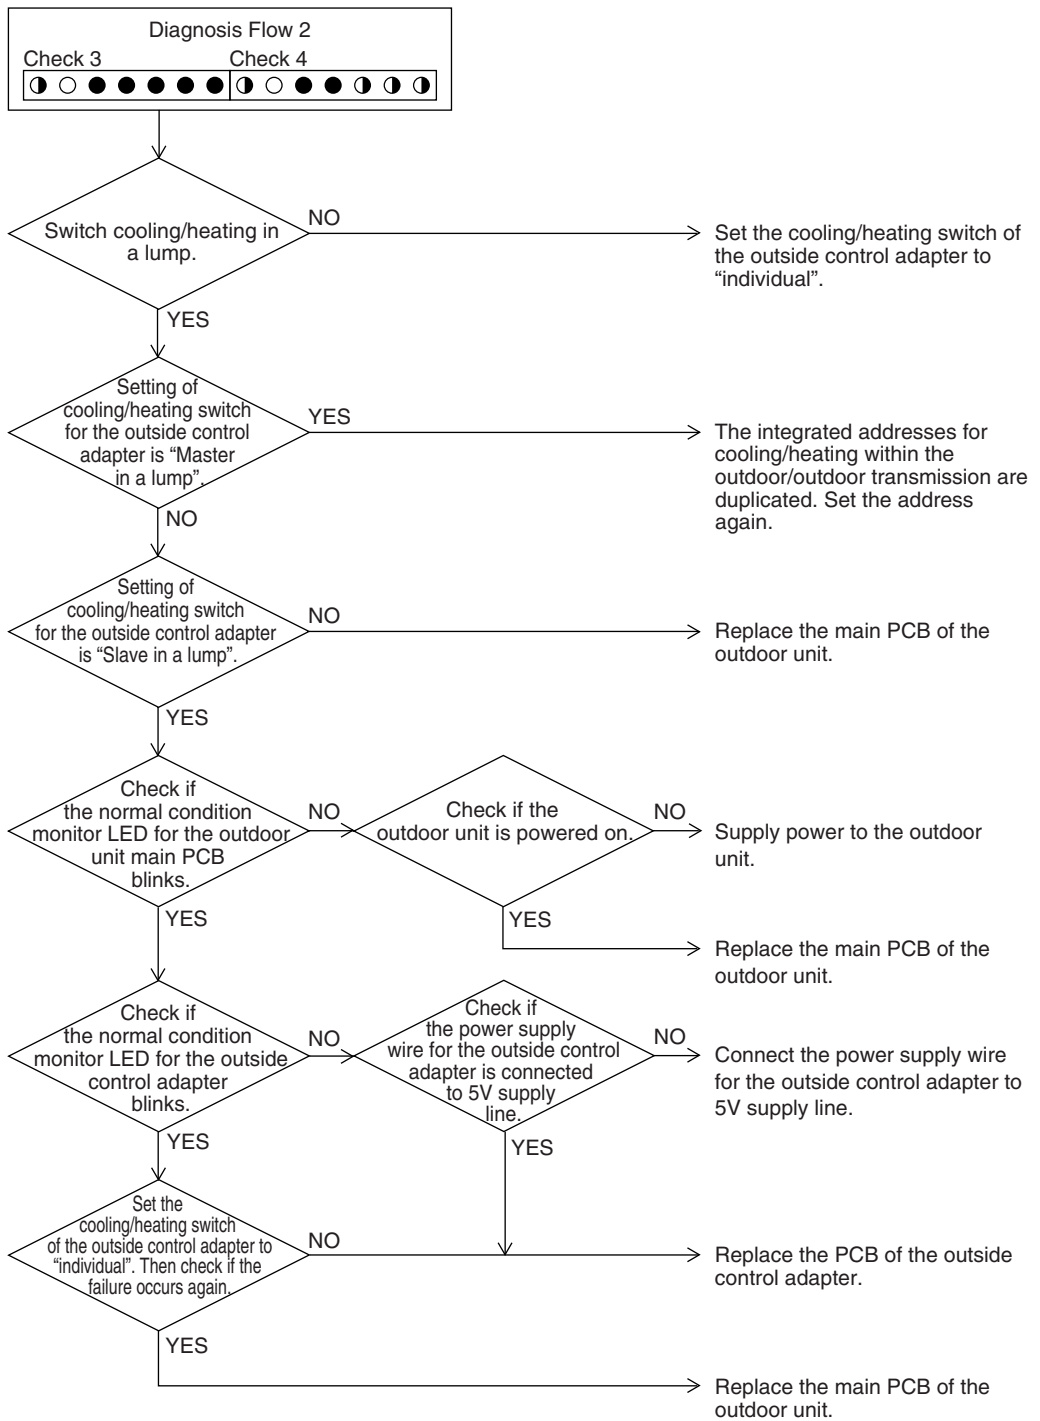 Diagnosis Flow 2
Check 3
Check 4
Switch cooling/heating in
a lump.
NO
Set the cooling/heating switch of
the outside control adapter to
“individual”.
YES
Setting of
cooling/heating switch
for the outside control
adapter is “Master
in a lump”.
YES
The integrated addresses for
cooling/heating within the
outdoor/outdoor transmission are
duplicated. Set the address
again.
NO
Setting of
cooling/heating switch
for the outside control adapter
is “Slave in a lump”.
NO
Replace the main PCB of the
outdoor unit.
YES
Check if
the normal condition
monitor LED for the outdoor
unit main PCB
blinks.
NO
Check if the
outdoor unit is powered on.
NO
Supply power to the outdoor
unit.
YES
YES
Replace the main PCB of the
outdoor unit.
Check if
the normal condition
monitor LED for the outside
control adapter
blinks.
NO
Check if
the power supply
wire for the outside control
adapter is connected
to 5V supply
line.
NO
Connect the power supply wire
for the outside control adapter to
5V supply line.
YES
YES
Set the
cooling/heating switch
of the outside control adapter to
“individual”. Then check if the
failure occurs again.
NO
Replace the PCB of the outside
control adapter.
YES
Replace the main PCB of the
outdoor unit.